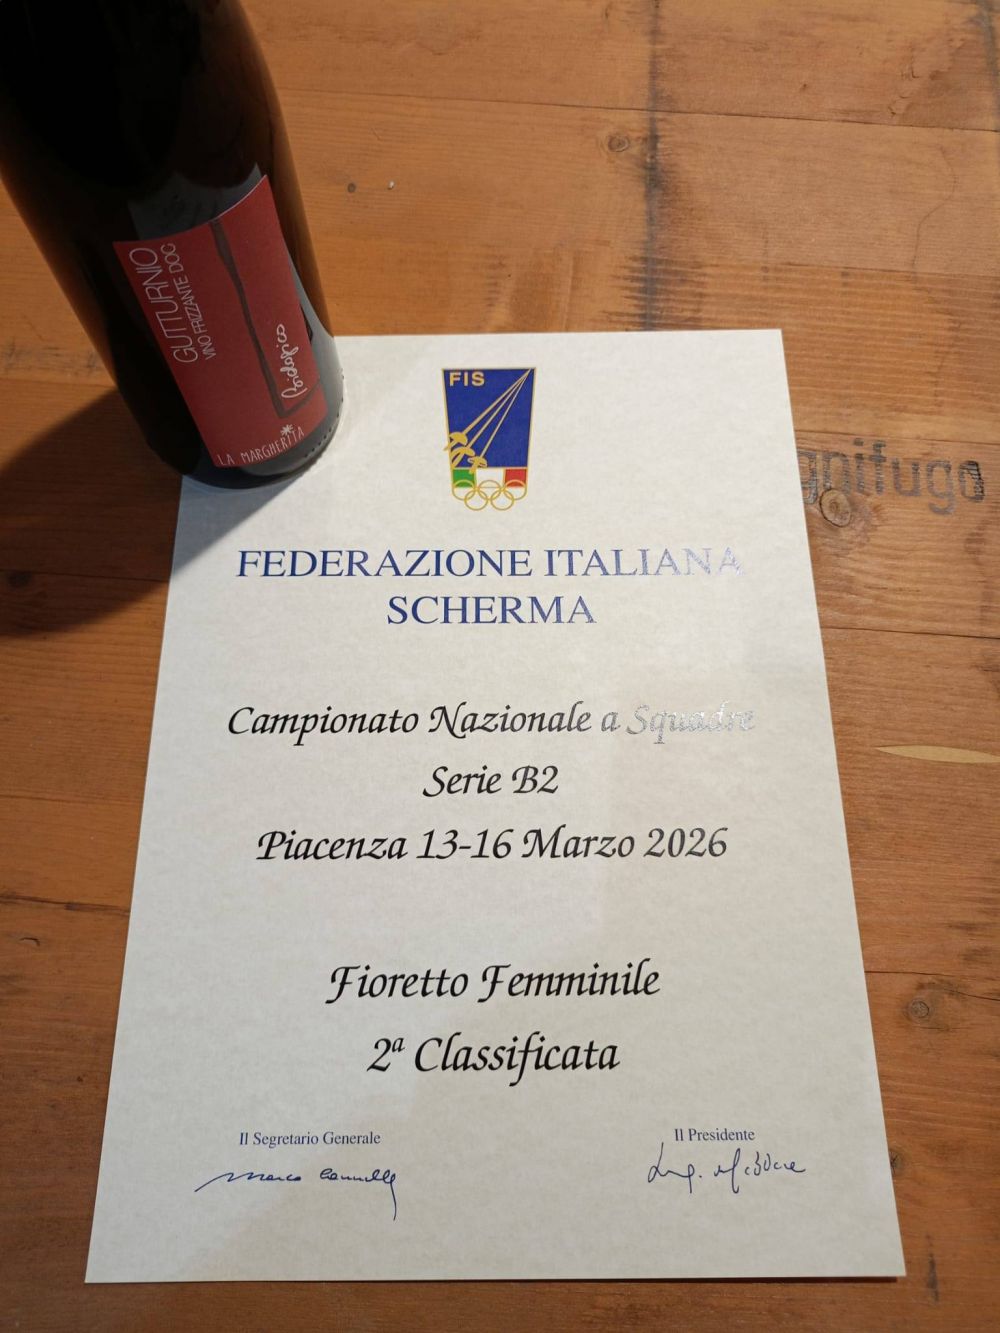 GUTTURNIO
VINO FRIZZANTE DOC
LA MARGHERITA
FIS
FEDERAZIONE ITALIANA
SCHERMA
Campionato Nazionale a Squadre
Serie B2
Piacenza 13-16 Marzo 2026
Fioretto Femminile
2ª Classificata
Il Segretario Generale
Il Presidente